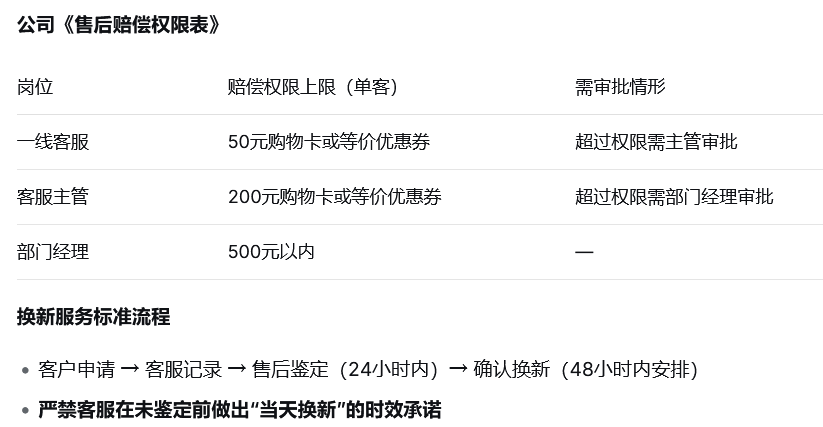 公司《售后赔偿权限表》
岗位 赔偿权限上限（单客） 需审批情形
一线客服 50元购物卡或等价优惠券 超过权限需主管审批
客服主管 200元购物卡或等价优惠券 超过权限需部门经理审批
部门经理 500元以内 —
换新服务标准流程
• 客户申请 → 客服记录 → 售后鉴定（24小时内）→ 确认换新（48小时内安排）
• 严禁客服在未鉴定前做出“当天换新”的时效承诺